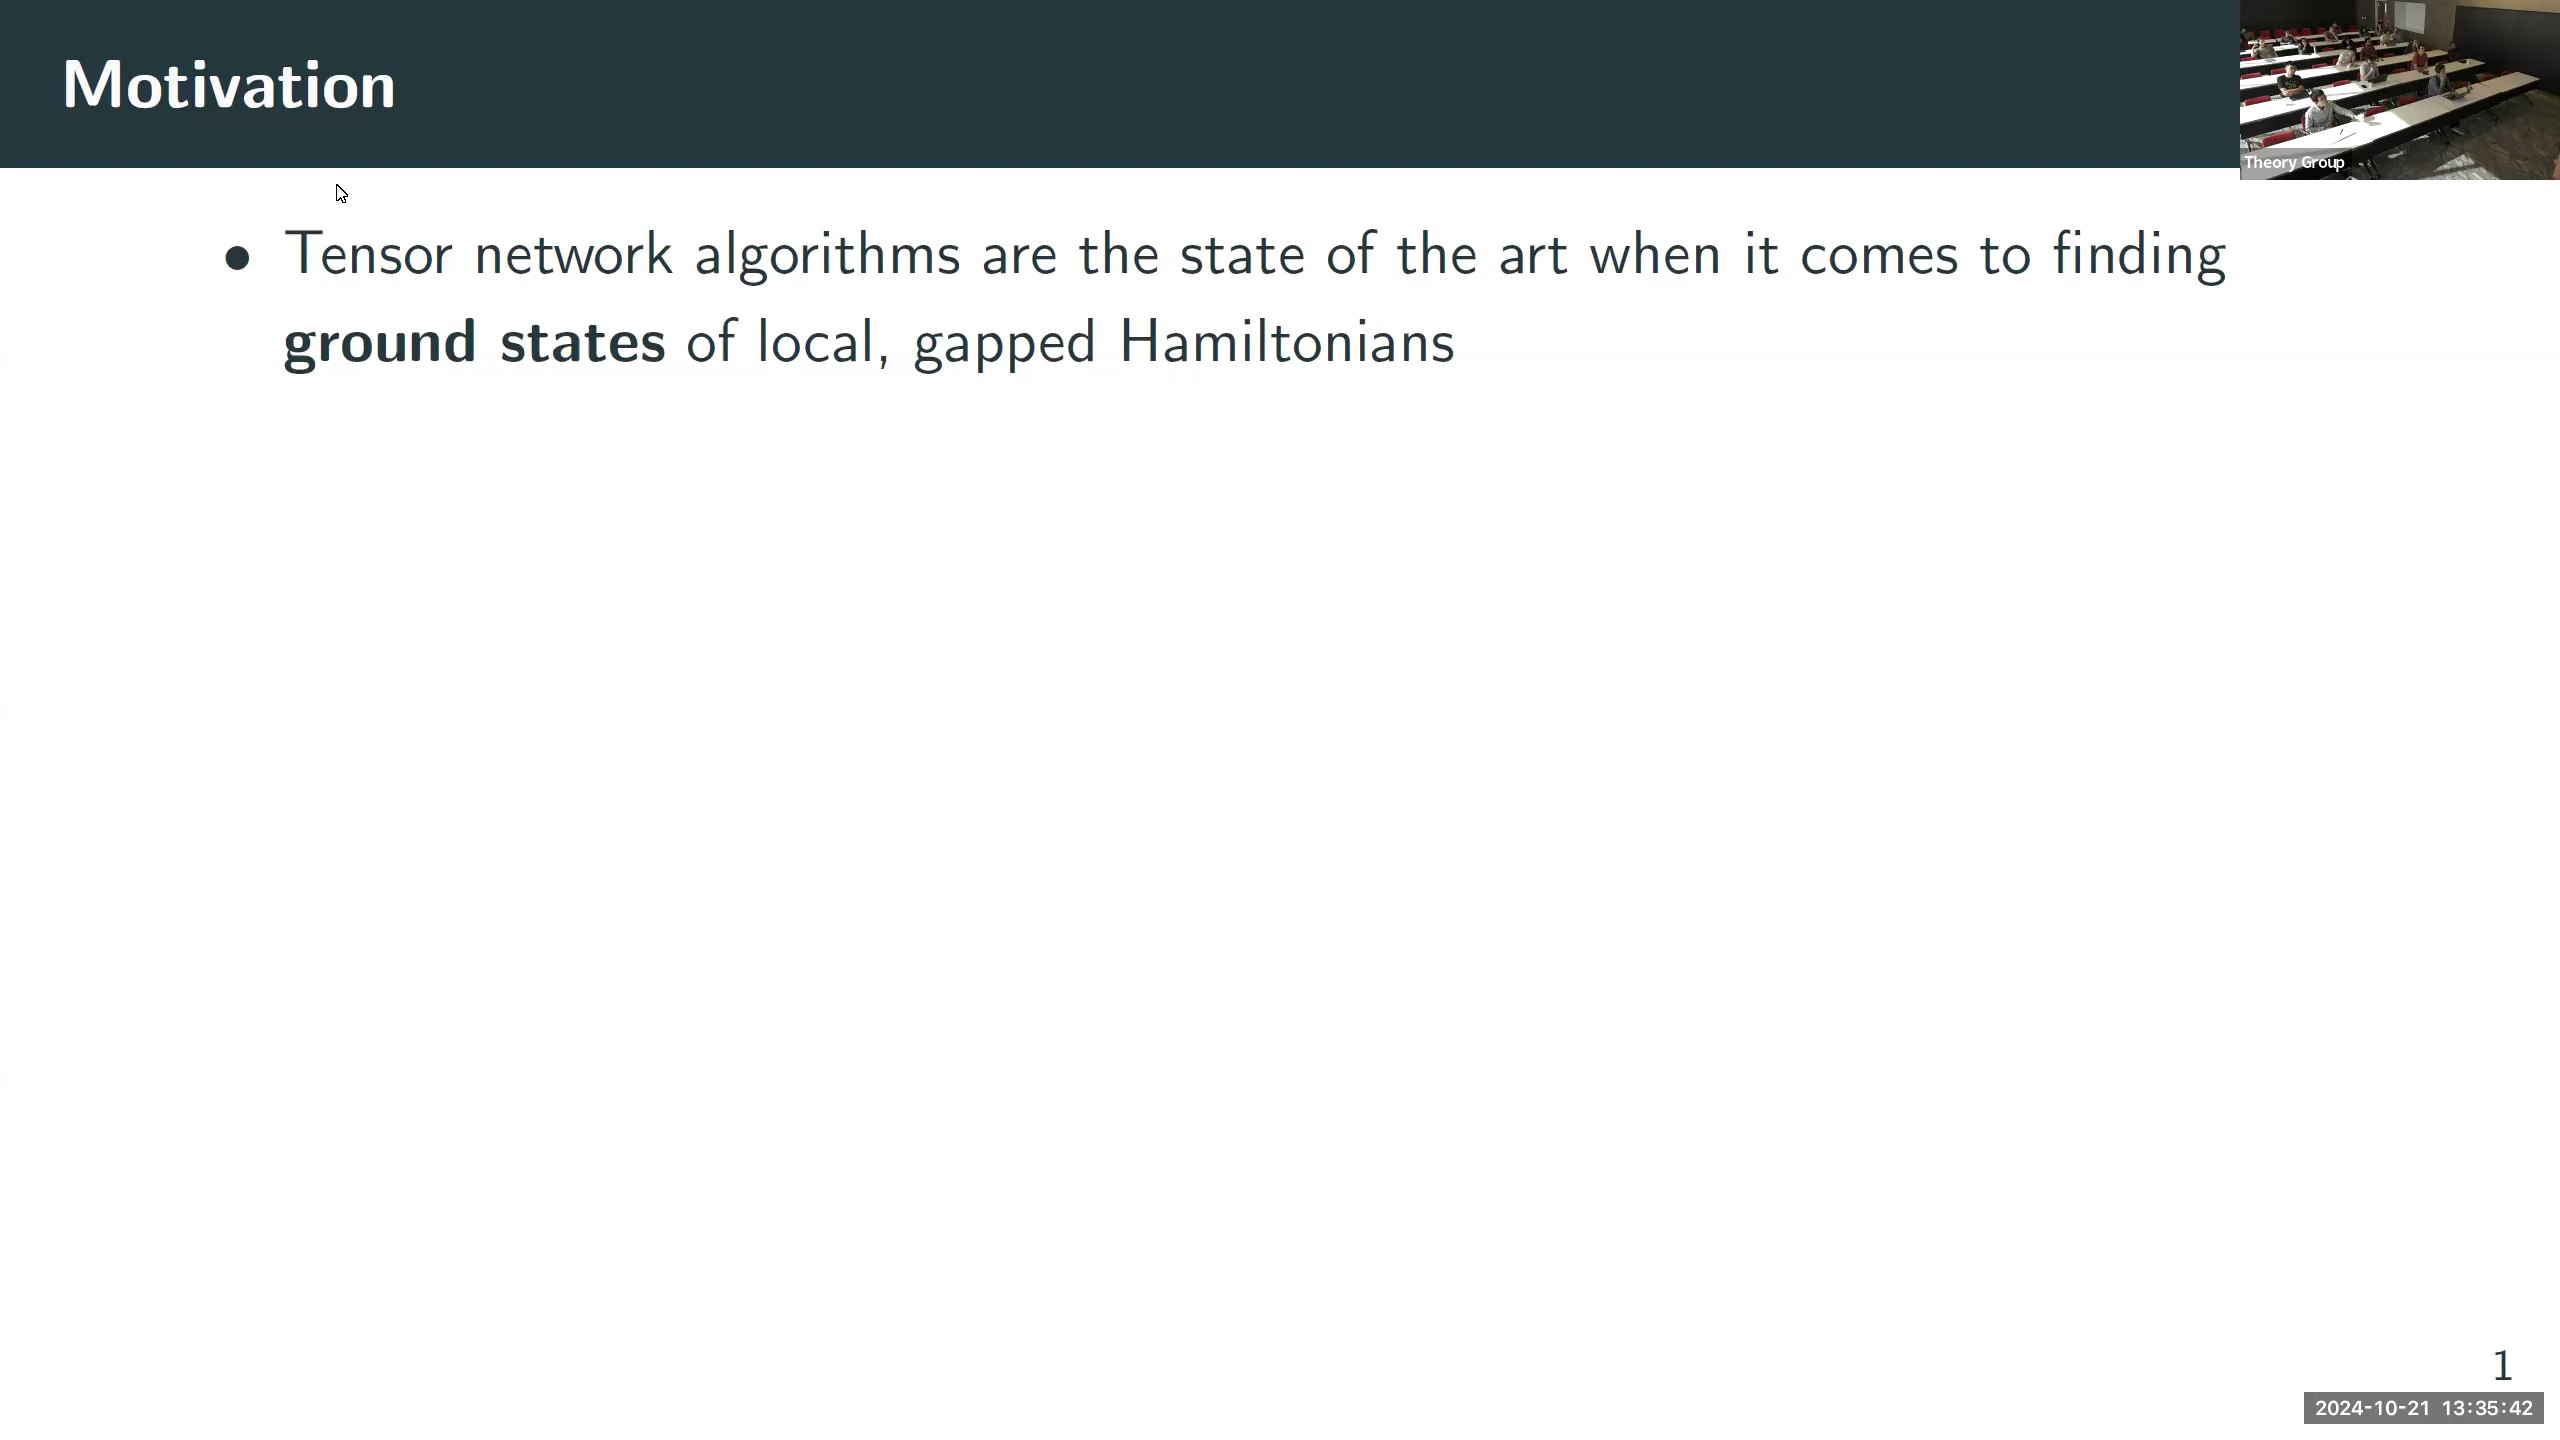 Motivation
Theory Group
• Tensor network algorithms are the state of the art when it comes to finding
ground states of local, gapped Hamiltonians
1
2024-10-21 13:35:42